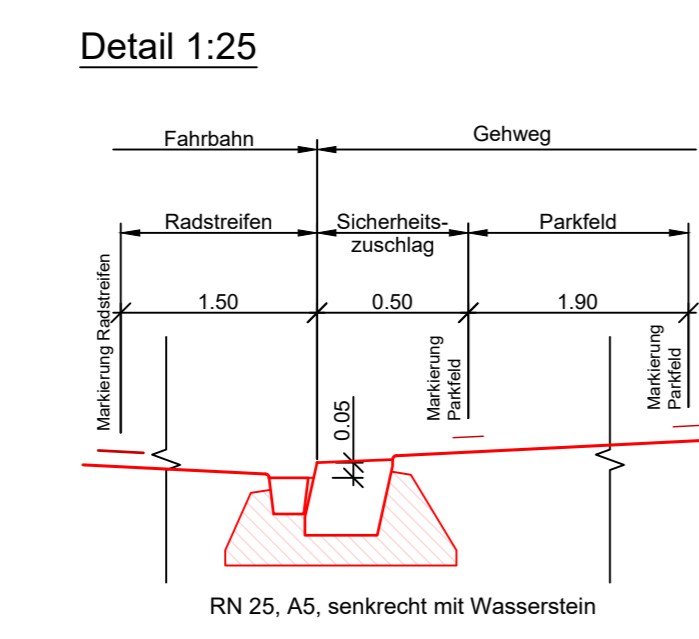 Detail 1:25
Fahrbahn
Gehweg
Radstreifen
Sicherheits-
zuschlag
Parkfeld
1.50
0.50
1.90
Markierung Radstreifen
Markierung
Parkfeld
Markierung
Parkfeld
0.05
RN 25, A5, senkrecht mit Wasserstein